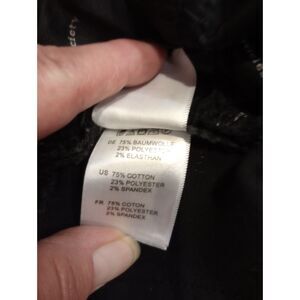 DE 75% BAUMWOLLE
23% POLYESTER
2% ELASTHAN
US 75% COTTON
23% POLYESTER
2% SPANDEX
FR 75% COTON
23% POLYESTER
2% SPANDEX